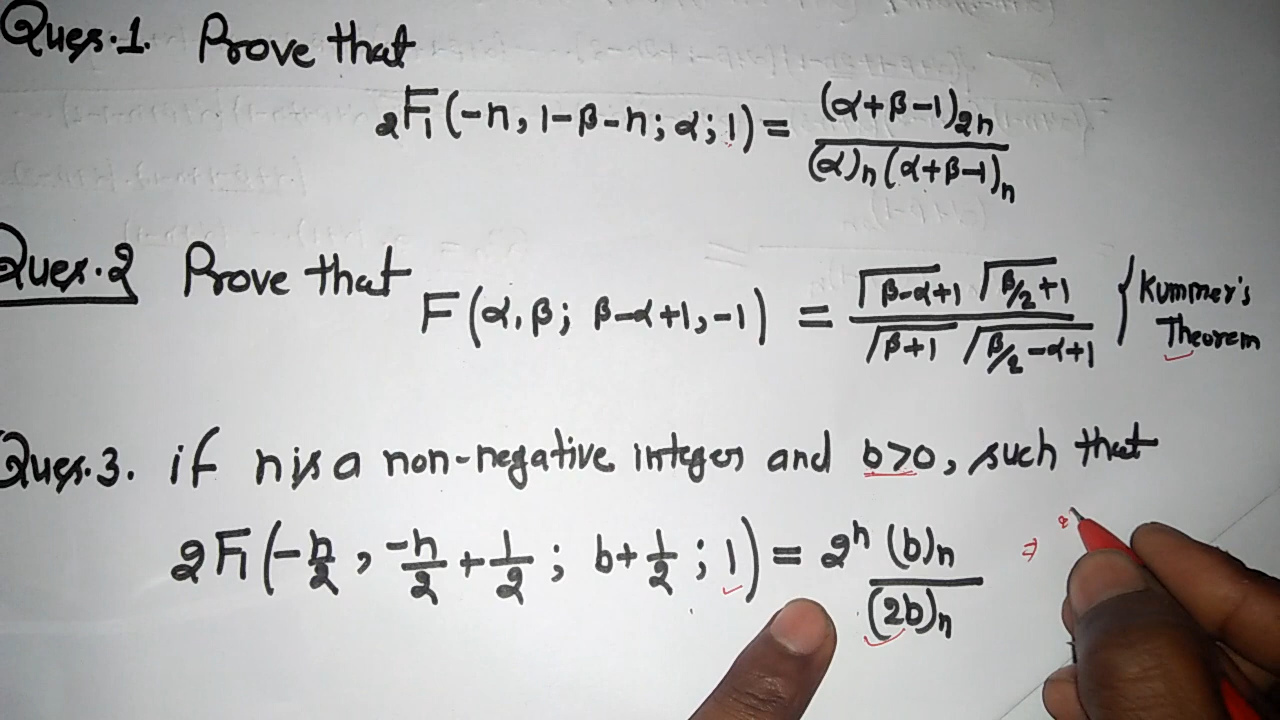 Ques.1. Prove that
₂F₁(-n, 1-β-n; α; 1) = (α+β-1)₂ₙ / (α)ₙ(α+β-1)ₙ
Ques.2 Prove that
F(α, β; β-α+1, -1) = Γβ-α+1 Γβ/2+1 / Γβ+1 Γβ/2-α+1 } Kummer's Theorem
Ques.3. if n is a non-negative integer and b>0, such that
2F1(-n/2, -n/2 + 1/2; b+1/2; 1) = 2ⁿ (b)ₙ / (2b)ₙ ⇒